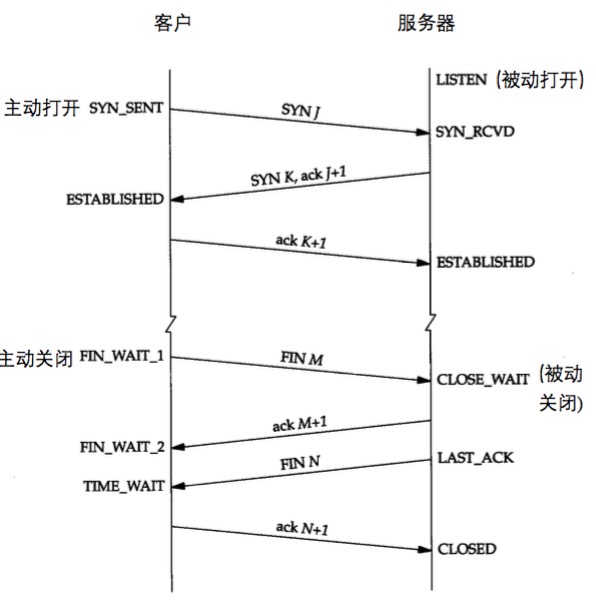 客户
服务器
LISTEN (被动打开)
主动打开 SYN_SENT
SYN J
SYN_RCVD
SYN K, ack J+1
ESTABLISHED
ack K+1
ESTABLISHED
主动关闭 FIN_WAIT_1
FIN M
CLOSE_WAIT (被动
关闭)
ack M+1
FIN_WAIT_2
FIN N
LAST_ACK
TIME_WAIT
ack N+1
CLOSED